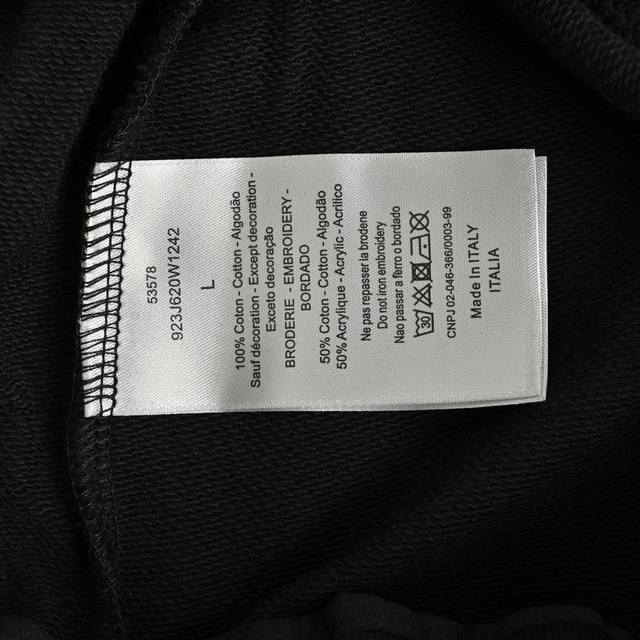 53578
923J620W1242
L
100% Coton - Cotton - Algodão
Sauf décoration - Except decoration -
Exceto decoração
BRODERIE - EMBROIDERY -
BORDADO
50% Coton - Cotton - Algodão
50% Acrylique - Acrylic - Acrílico
Ne pas repasser la broderie
Do not iron embroidery
Nao passar a ferro o bordado
30
CNPJ 02-046-366/0003-99
Made in ITALY
ITALIA